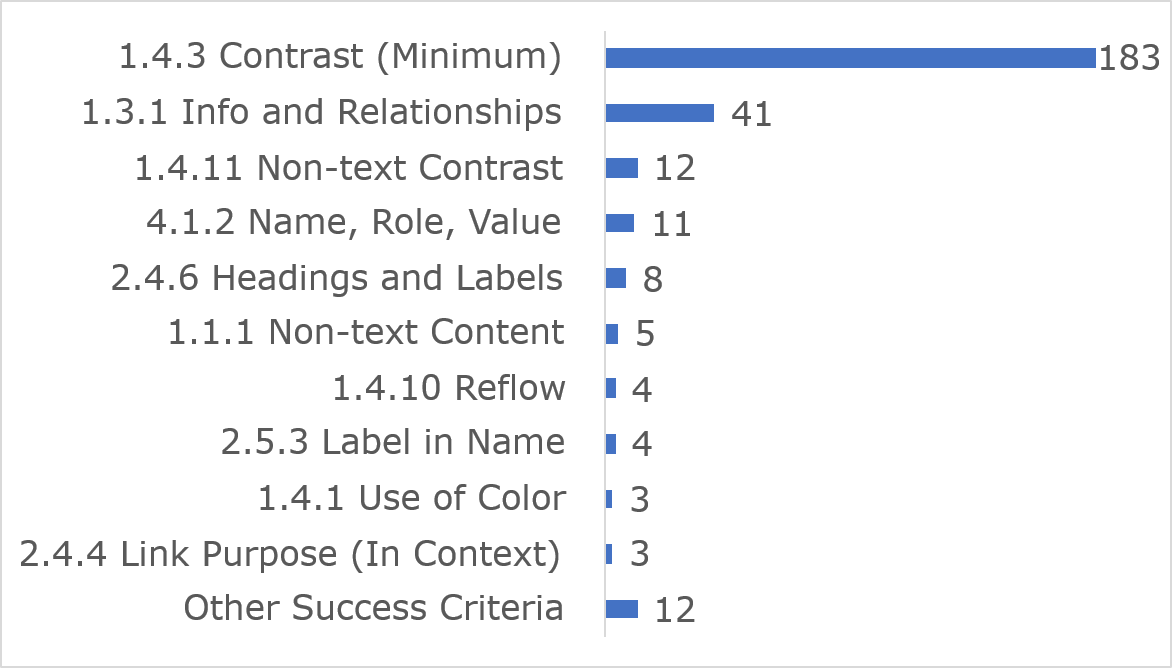 1.4.3 Contrast (Minimum) 183
1.3.1 Info and Relationships 41
1.4.11 Non-text Contrast 12
4.1.2 Name, Role, Value 11
2.4.6 Headings and Labels 8
1.1.1 Non-text Content 5
1.4.10 Reflow 4
2.5.3 Label in Name 4
1.4.1 Use of Color 3
2.4.4 Link Purpose (In Context) 3
Other Success Criteria 12